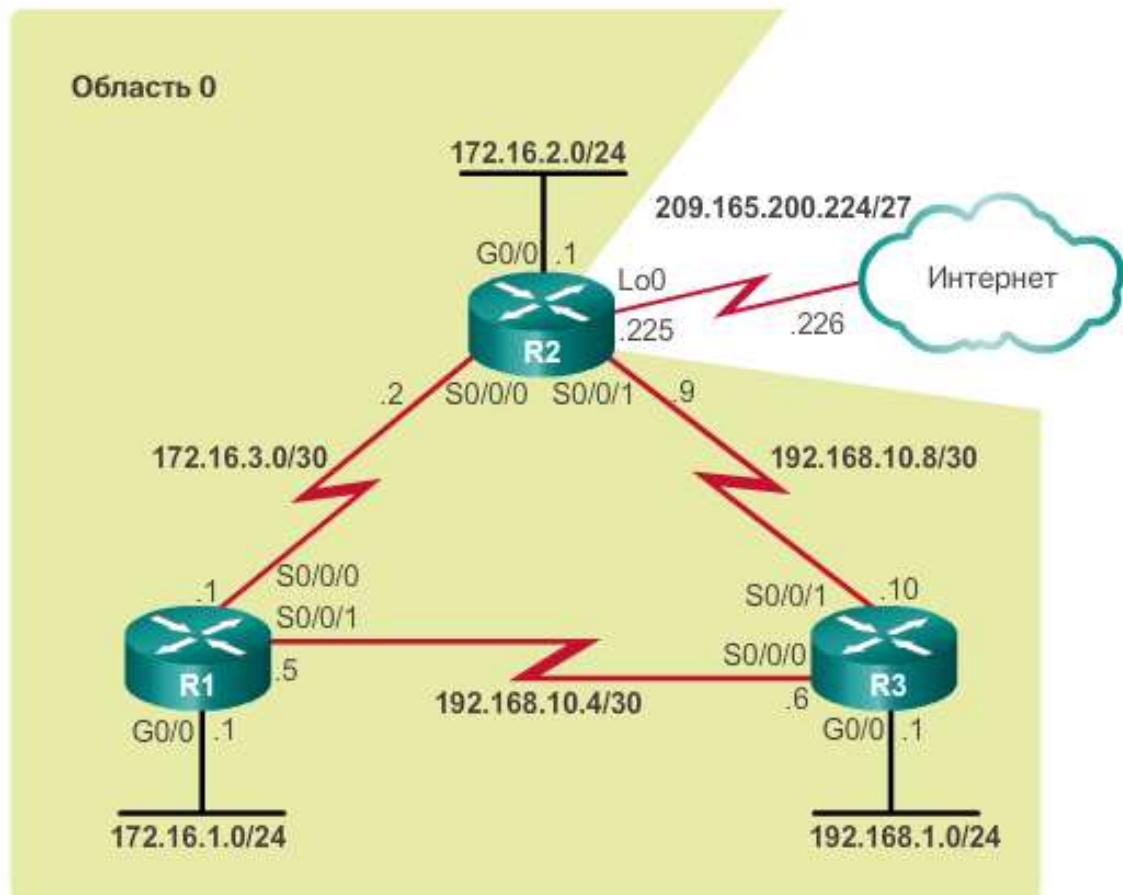 Область 0
172.16.2.0/24
209.165.200.224/27
G0/0 .1
Lo0
Интернет
.225
.226
R2
.2
S0/0/0
S0/0/1
.9
172.16.3.0/30
192.168.10.8/30
.1
S0/0/0
S0/0/1
S0/0/1
.10
R1
.5
S0/0/0
R3
192.168.10.4/30
.6
G0/0 .1
G0/0 .1
172.16.1.0/24
192.168.1.0/24